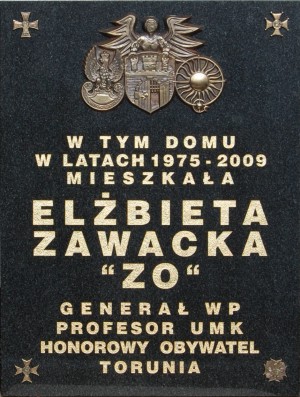 W TYM DOMU
W LATACH 1975-2009
MIESZKAŁA
ELŻBIETA
ZAWACKA
"ZO"
GENERAŁ WP
PROFESOR UMK
HONOROWY OBYWATEL
TORUNIA